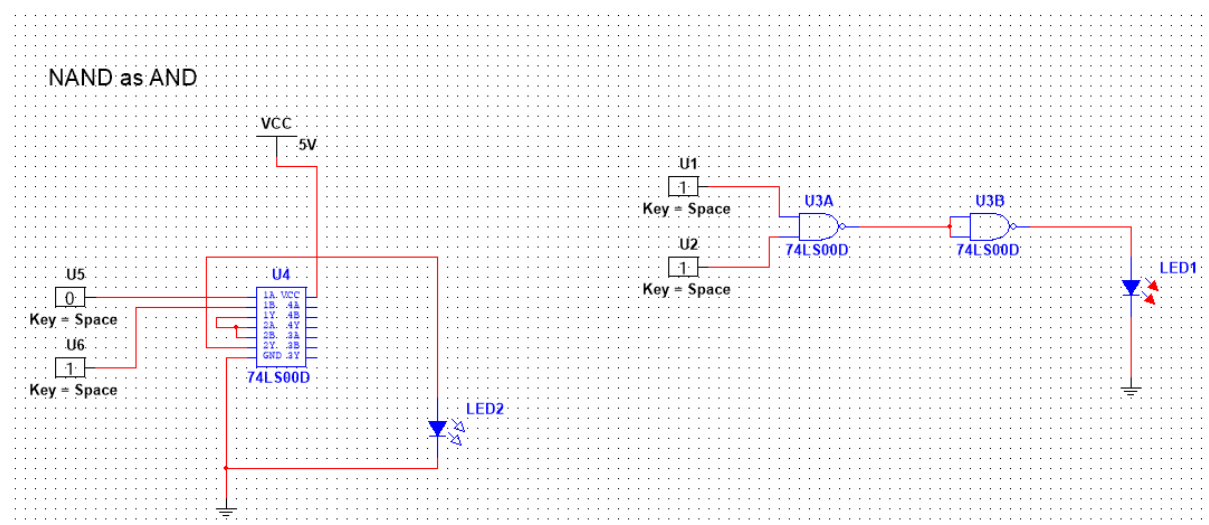 NAND as AND
VCC
5V
U5
0
Key = Space
U6
1
Key = Space
U4
1A VCC
1B 4A
1Y 4B
2A 4Y
2B 3A
2Y 3B
GND 3Y
74LS00D
LED2
U1
1
Key = Space
U2
1
Key = Space
U3A
74LS00D
U3B
74LS00D
LED1